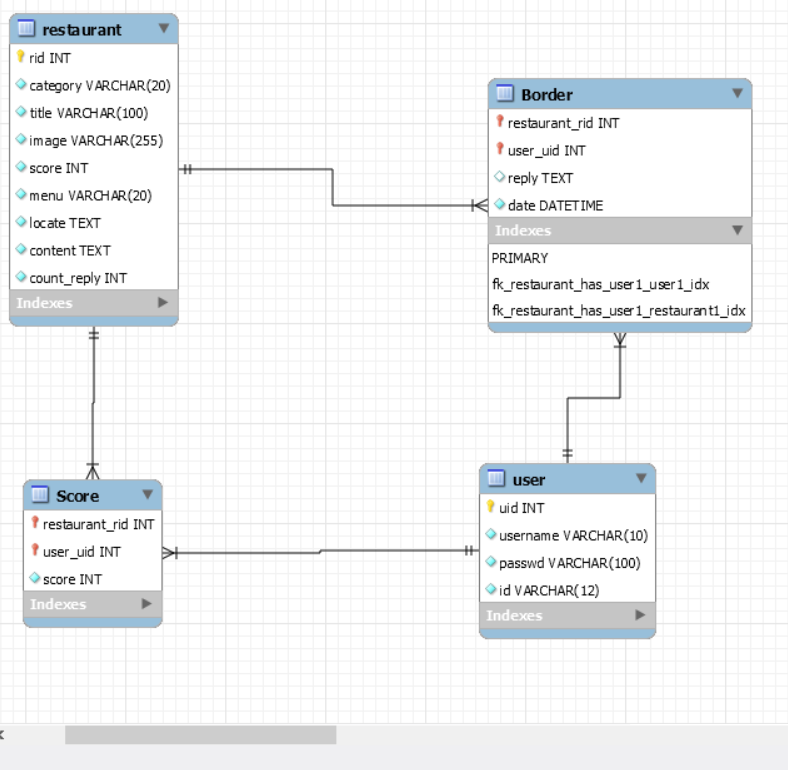 restaurant
rid INT
category VARCHAR(20)
title VARCHAR(100)
image VARCHAR(255)
score INT
menu VARCHAR(20)
locate TEXT
content TEXT
count_reply INT
Indexes
Border
restaurant_rid INT
user_uid INT
reply TEXT
date DATETIME
Indexes
PRIMARY
fk_restaurant_has_user1_user1_idx
fk_restaurant_has_user1_restaurant1_idx
Score
restaurant_rid INT
user_uid INT
score INT
Indexes
user
uid INT
username VARCHAR(10)
passwd VARCHAR(100)
id VARCHAR(12)
Indexes